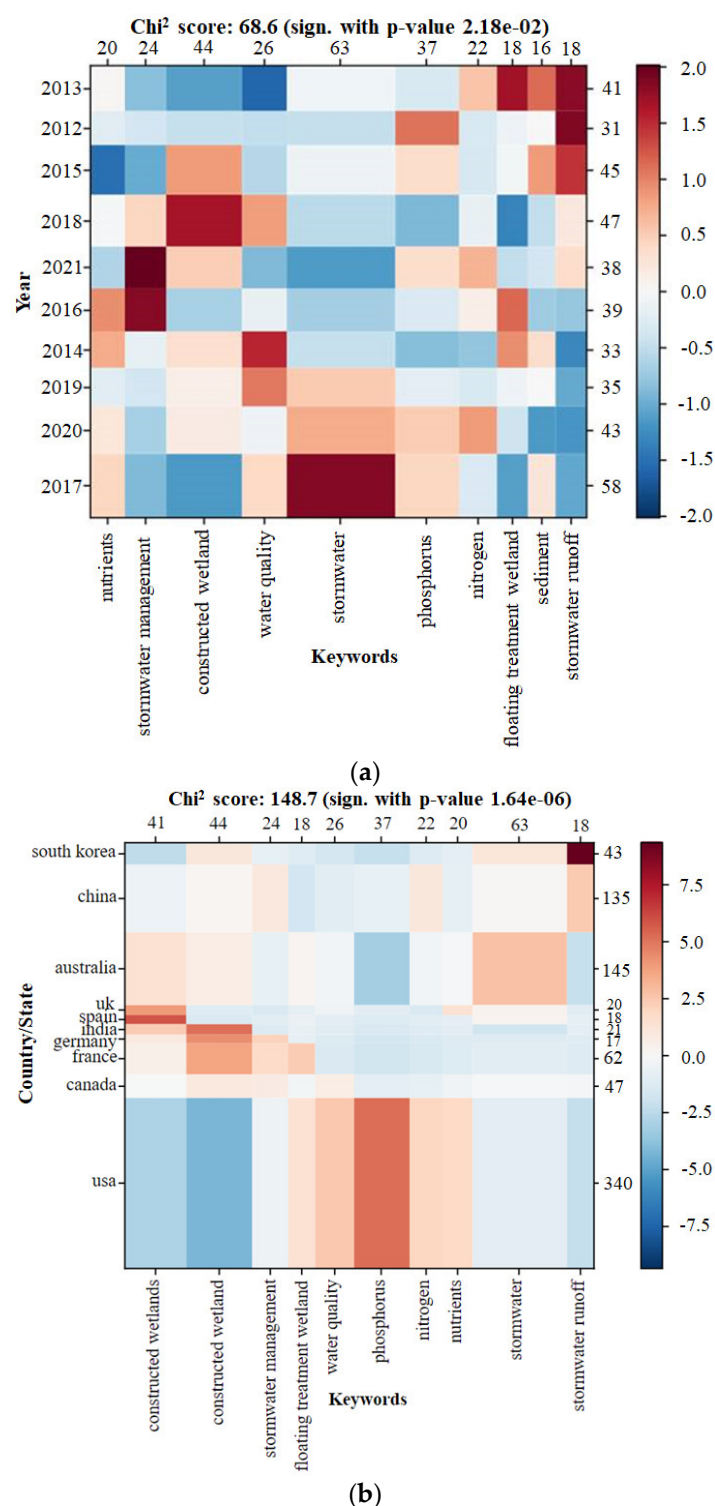 Chi² score: 68.6 (sign. with p-value 2.18e-02)
20 24 44 26 63 37 22 18 16 18
Year
2013 41
2012 31
2015 45
2018 47
2021 38
2016 39
2014 33
2019 35
2020 43
2017 58
2.0
1.5
1.0
0.5
0.0
-0.5
-1.0
-1.5
-2.0
nutrients
stormwater management
constructed wetland
water quality
stormwater
phosphorus
nitrogen
floating treatment wetland
sediment
stormwater runoff
Keywords
(a)
Chi² score: 148.7 (sign. with p-value 1.64e-06)
41 44 24 18 26 37 22 20 63 18
Country/State
south korea 43
china 135
australia 145
uk 20
spain 18
india 21
germany 17
france 62
canada 47
usa 340
7.5
5.0
2.5
0.0
-2.5
-5.0
-7.5
constructed wetlands
constructed wetland
stormwater management
floating treatment wetland
water quality
phosphorus
nitrogen
nutrients
stormwater
stormwater runoff
Keywords
(b)